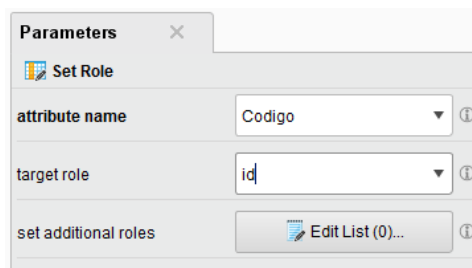 Parameters
Set Role
attribute name Codigo
target role id
set additional roles Edit List (0)...